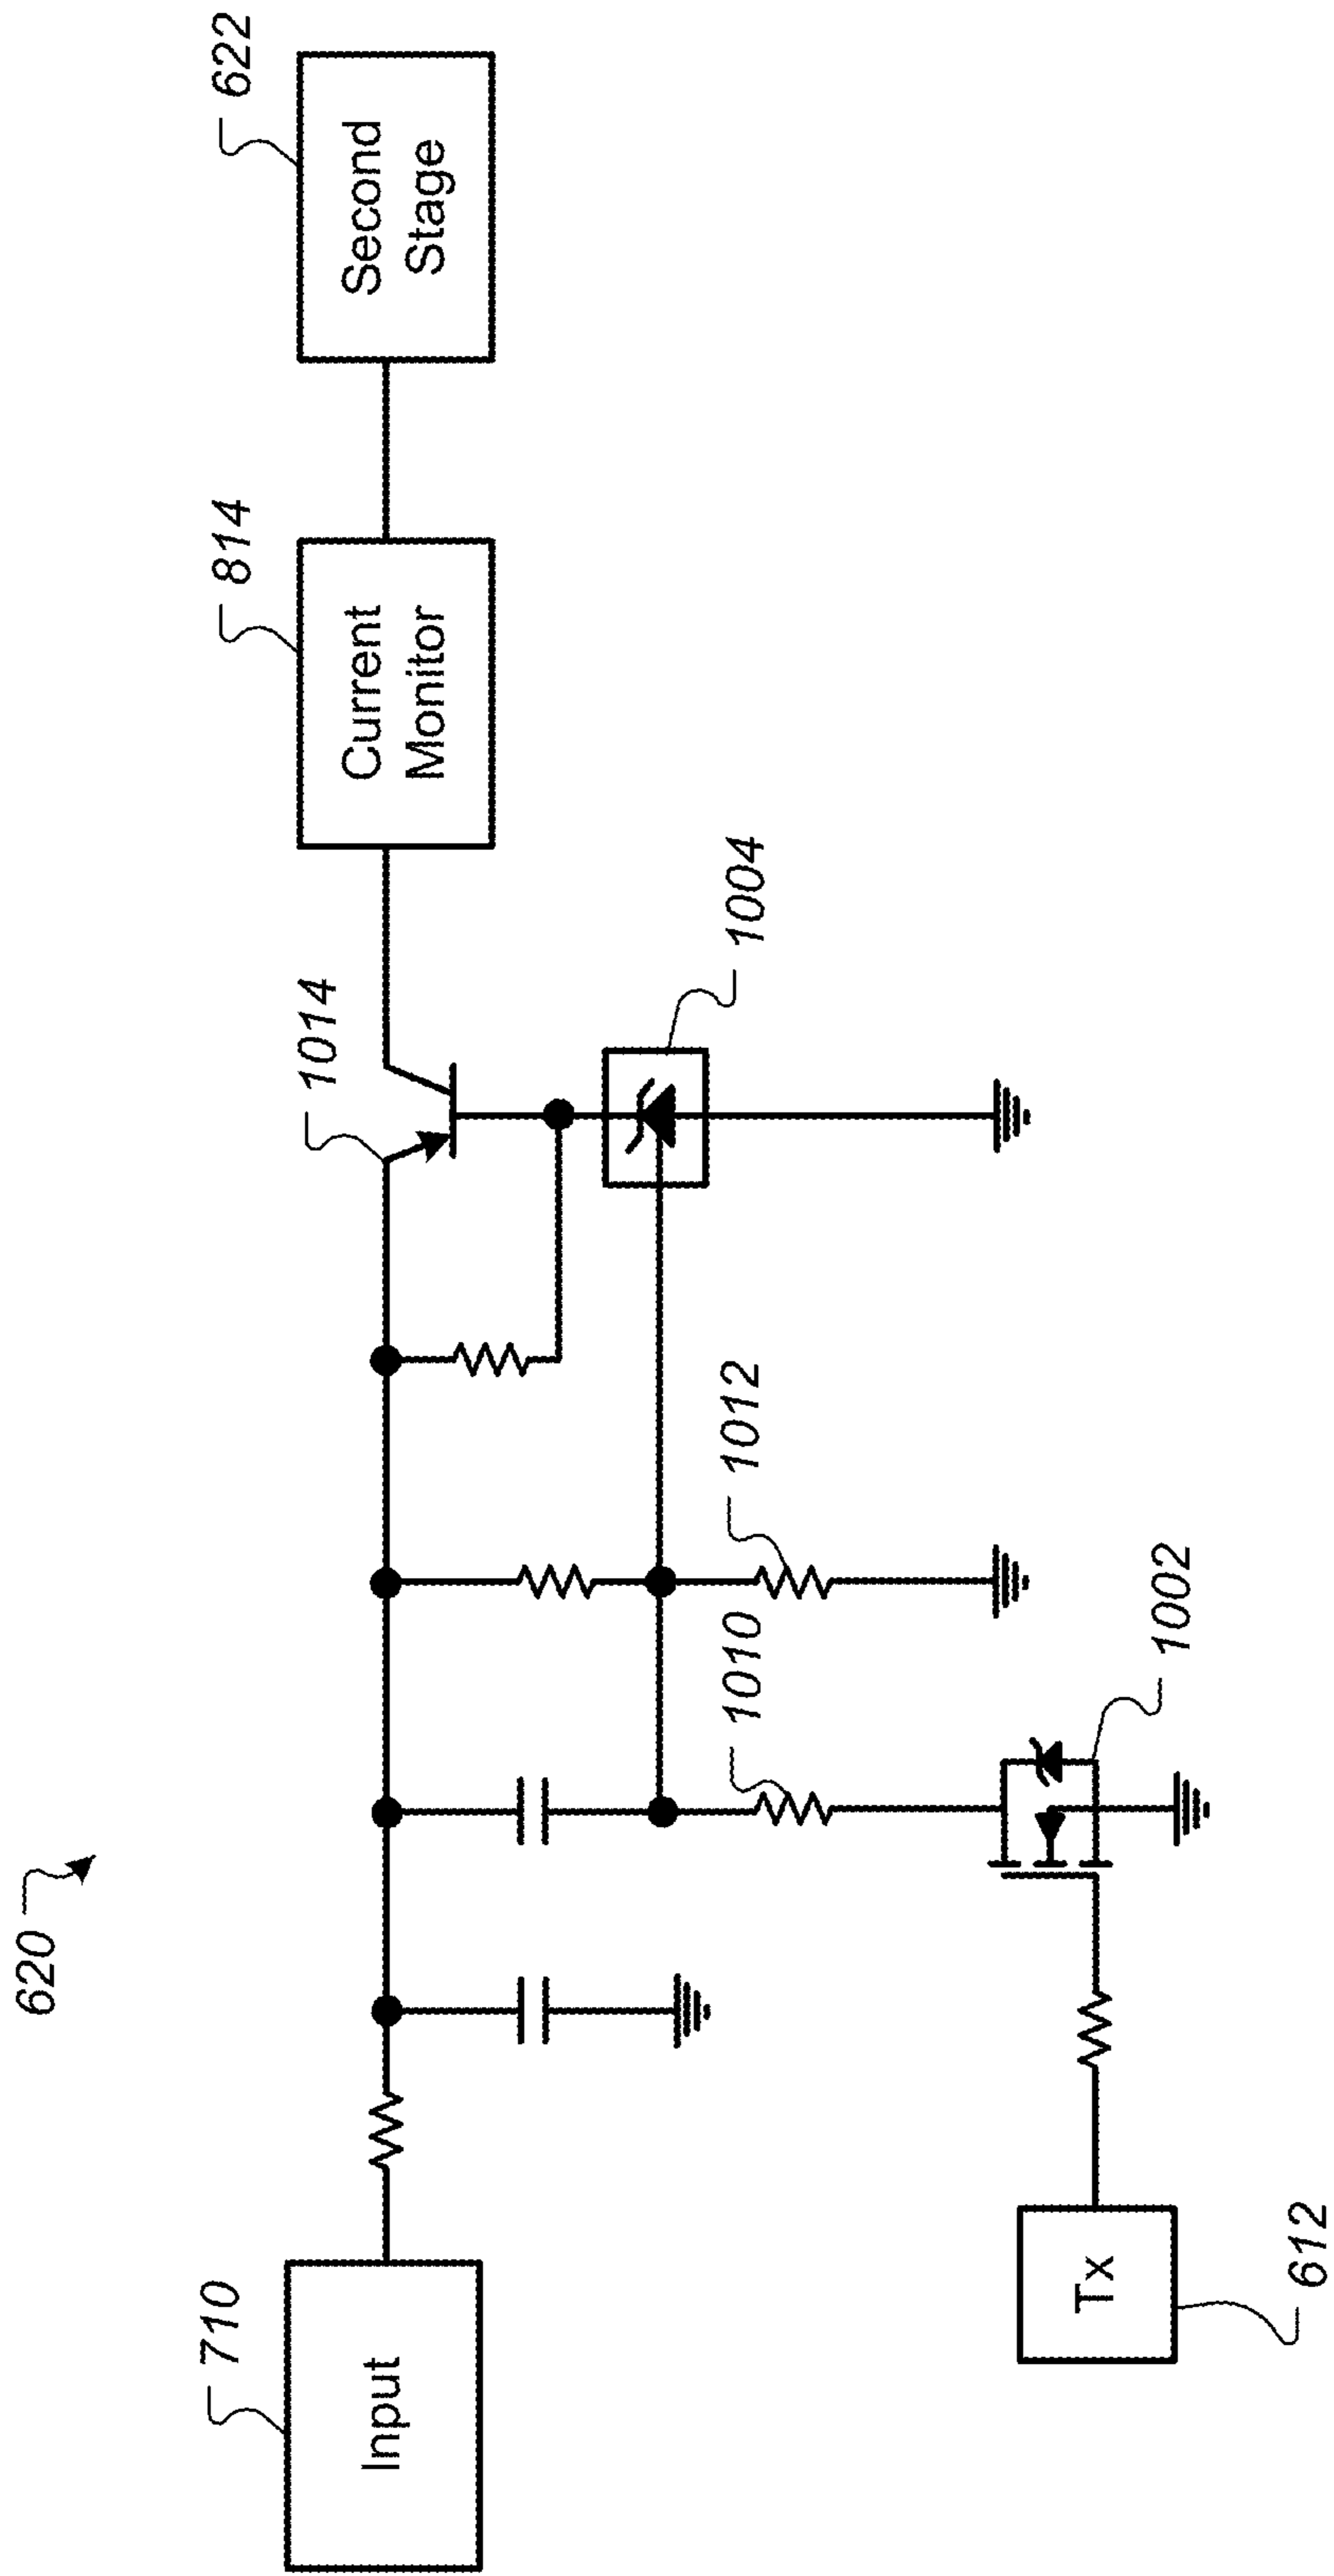 620
710
Input
1014
814
Current
Monitor
622
Second
Stage
1004
1012
1010
1002
Tx
612